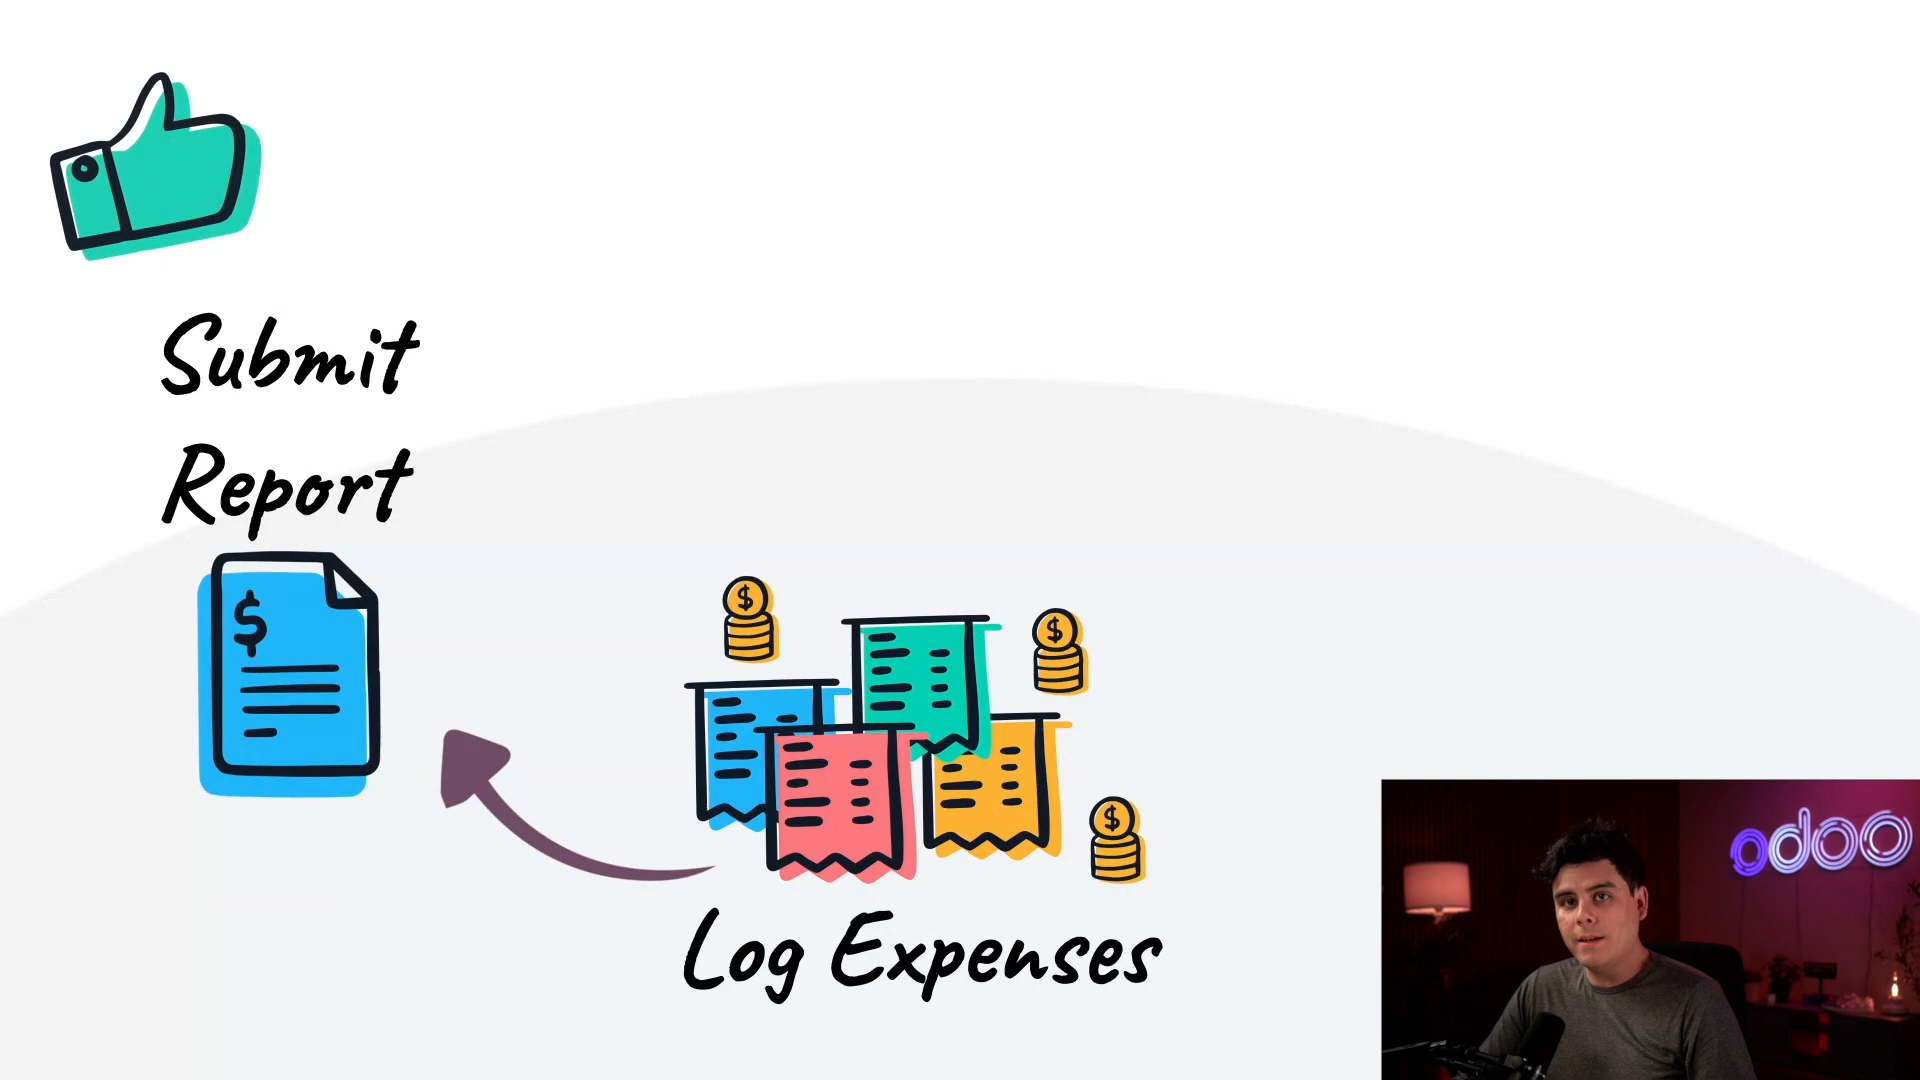 Submit
Report
$
$
$
Log Expenses
$
odoo